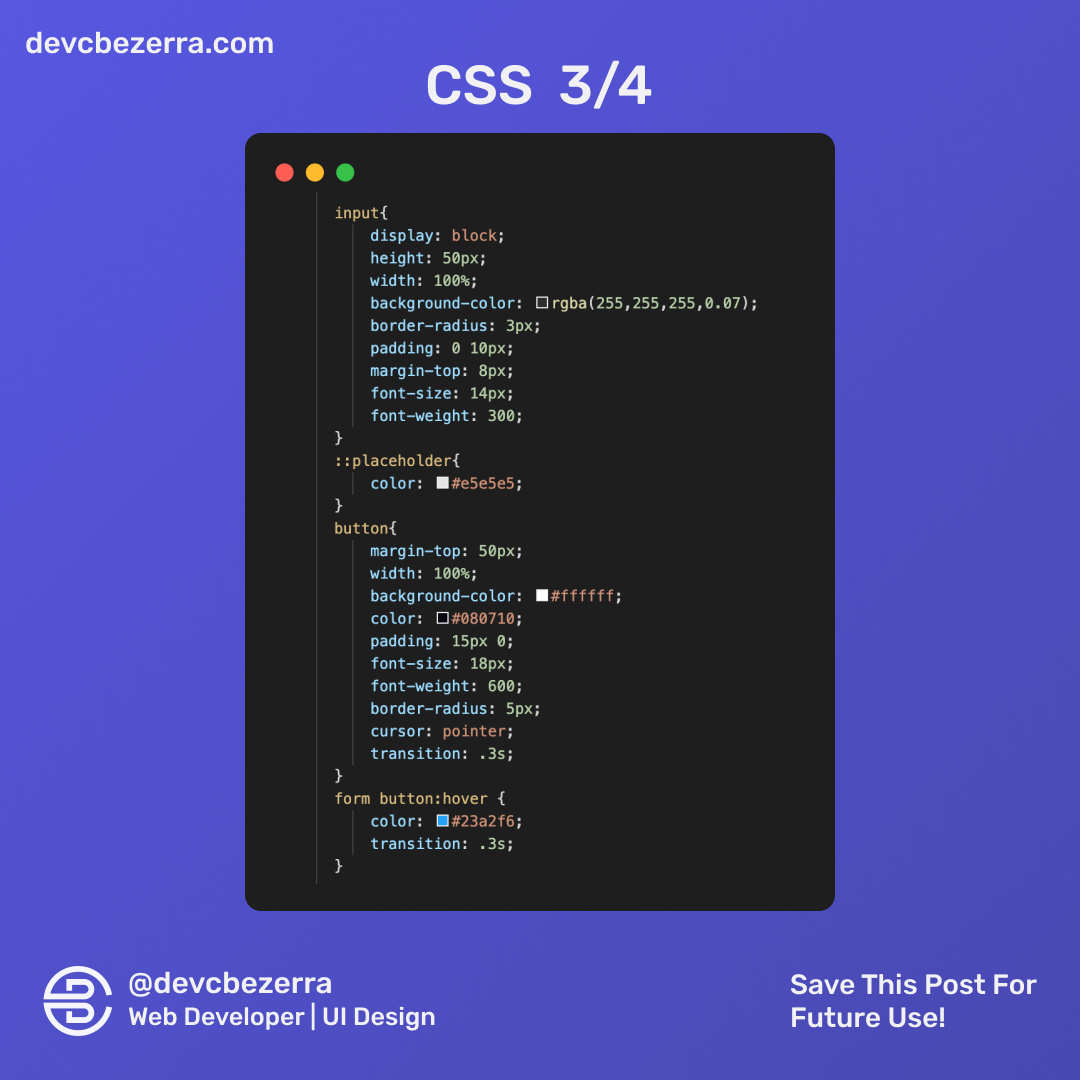 devcbezerra.com
CSS 3/4
input{
display: block;
height: 50px;
width: 100%;
background-color: rgba(255,255,255,0.07);
border-radius: 3px;
padding: 0 10px;
margin-top: 8px;
font-size: 14px;
font-weight: 300;
}
::placeholder{
color: #e5e5e5;
}
button{
margin-top: 50px;
width: 100%;
background-color: #ffffff;
color: #080710;
padding: 15px 0;
font-size: 18px;
font-weight: 600;
border-radius: 5px;
cursor: pointer;
transition: .3s;
}
form button:hover {
color: #23a2f6;
transition: .3s;
}
@devcbezerra
Web Developer | UI Design
Save This Post For
Future Use!